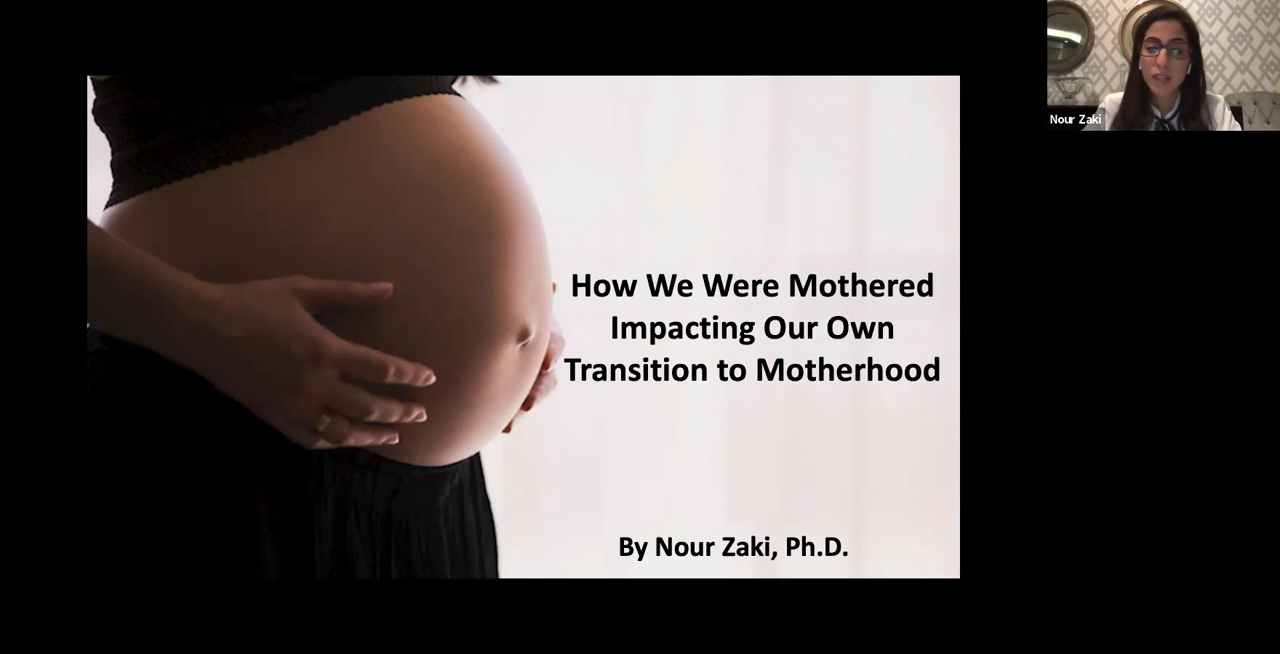 How We Were Mothered
Impacting Our Own
Transition to Motherhood
By Nour Zaki, Ph.D.
Nour Zaki